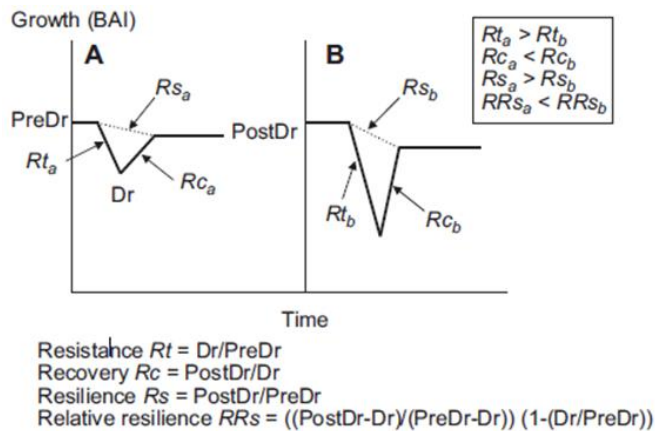 Growth (BAI)
A
B
Rta > Rtb
Rca < Rcb
Rsa > Rsb
RRsa < RRsb
Rsa
Rsb
PreDr
PostDr
Rta
Rca
Dr
Rtb
Rcb
Time
Resistance Rt = Dr/PreDr
Recovery Rc = PostDr/Dr
Resilience Rs = PostDr/PreDr
Relative resilience RRs = ((PostDr-Dr)/(PreDr-Dr)) (1-(Dr/PreDr))